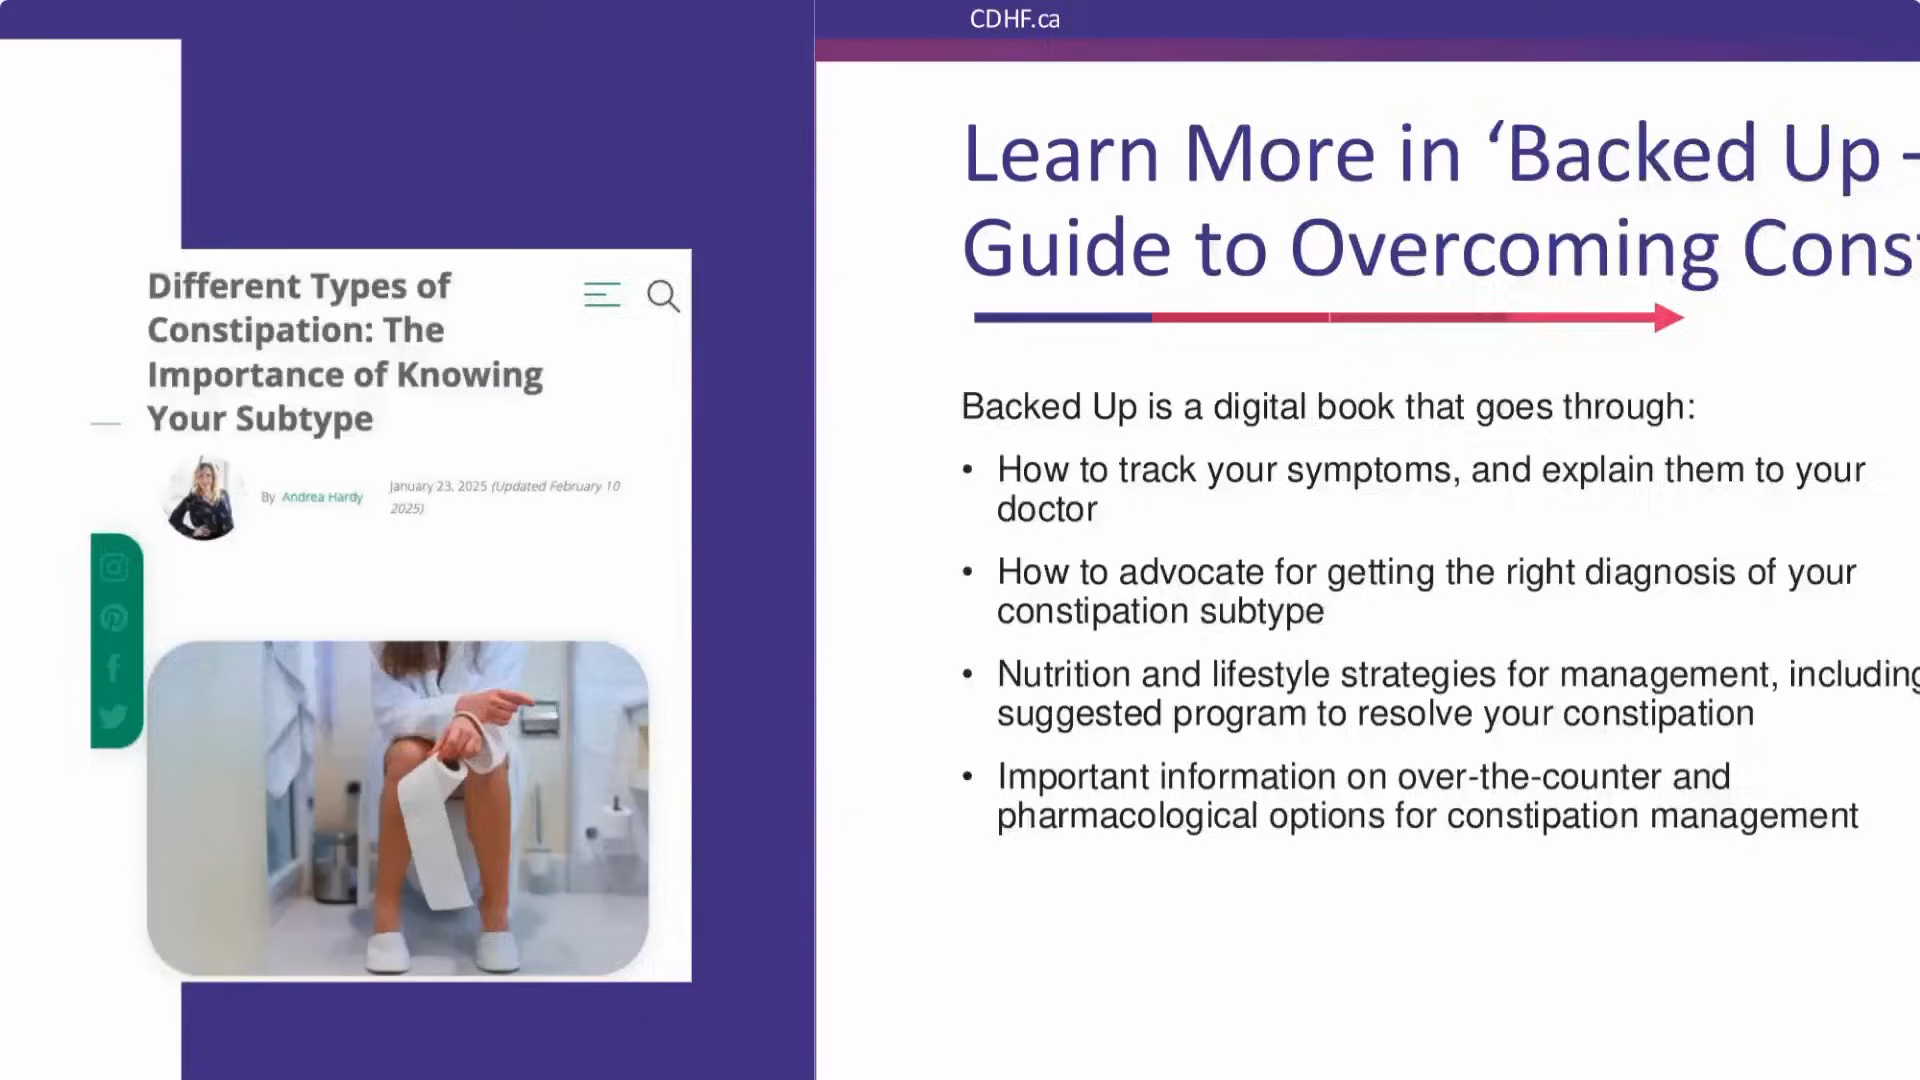 CDHF.ca
Different Types of
Constipation: The
Importance of Knowing
Your Subtype
By Andrea Hardy
January 23, 2025 (Updated February 10
2025)
Learn More in ‘Backed Up -
Guide to Overcoming Cons
Backed Up is a digital book that goes through:
• How to track your symptoms, and explain them to your
doctor
• How to advocate for getting the right diagnosis of your
constipation subtype
• Nutrition and lifestyle strategies for management, including
suggested program to resolve your constipation
• Important information on over-the-counter and
pharmacological options for constipation management